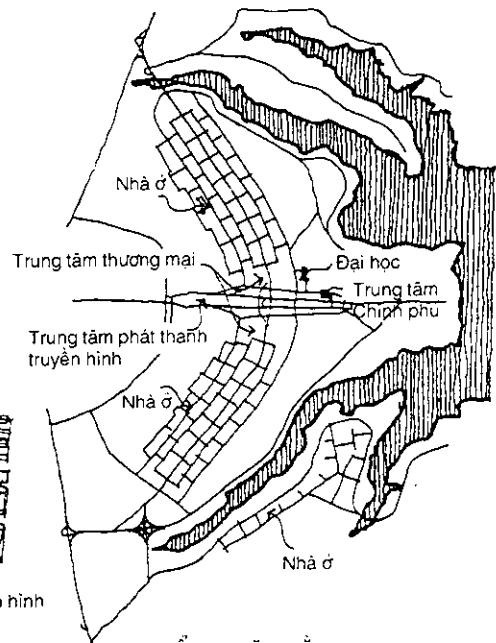 Nhà ở
Trung tâm thương mại
Đại học
Trung tâm
Chính phủ
Trung tâm phát thanh
truyền hình
Nhà ở
Nhà ở
hình